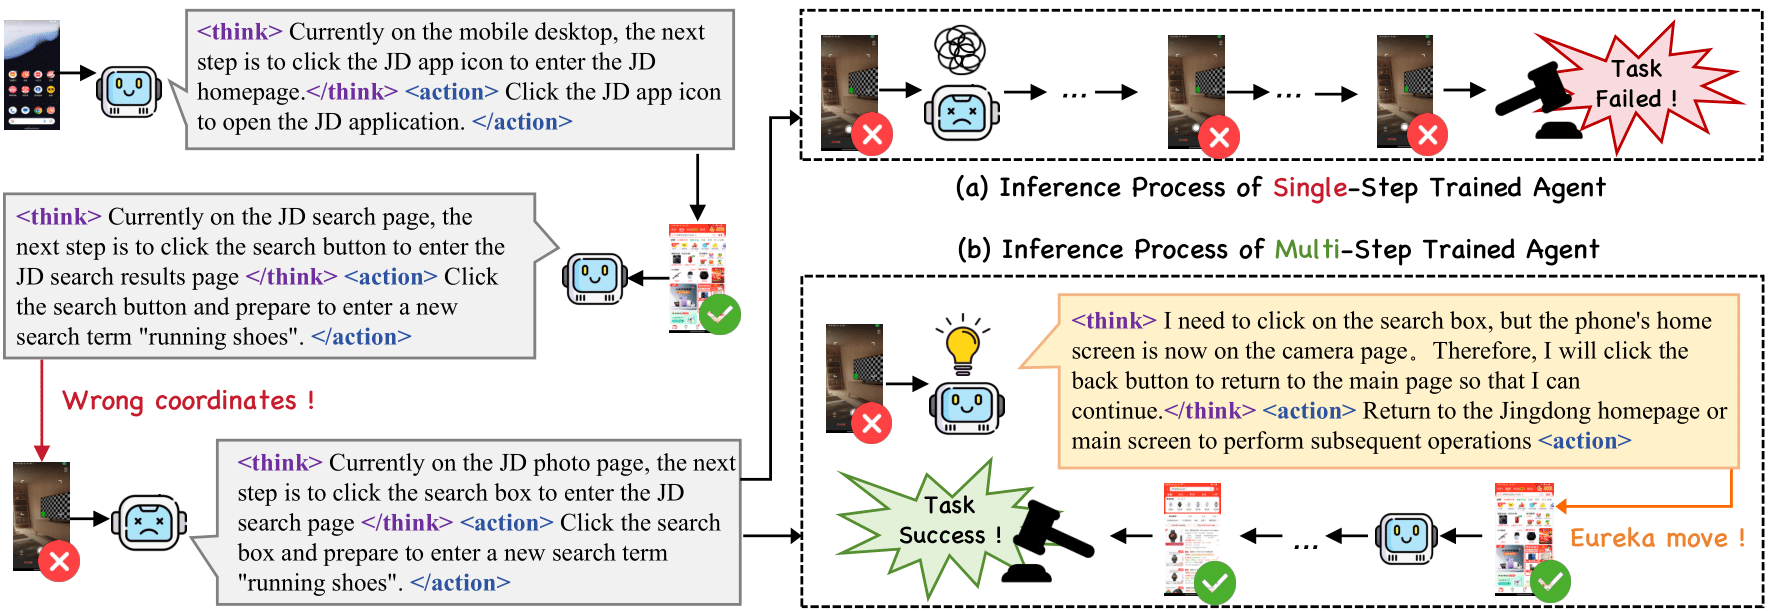 <think> Currently on the mobile desktop, the next
step is to click the JD app icon to enter the JD
homepage.</think> <action> Click the JD app icon
to open the JD application. </action>
<think> Currently on the JD search page, the
next step is to click the search button to enter the
JD search results page </think> <action> Click
the search button and prepare to enter a new
search term "running shoes". </action>
Wrong coordinates !
<think> Currently on the JD photo page, the next
step is to click the search box to enter the JD
search page </think> <action> Click the search
box and prepare to enter a new search term
"running shoes". </action>
...
...
Task
Failed !
(a) Inference Process of Single-Step Trained Agent
(b) Inference Process of Multi-Step Trained Agent
<think> I need to click on the search box, but the phone's home
screen is now on the camera page。Therefore, I will click the
back button to return to the main page so that I can
continue.</think> <action> Return to the Jingdong homepage or
main screen to perform subsequent operations <action>
Eureka move !
...
Task
Success !